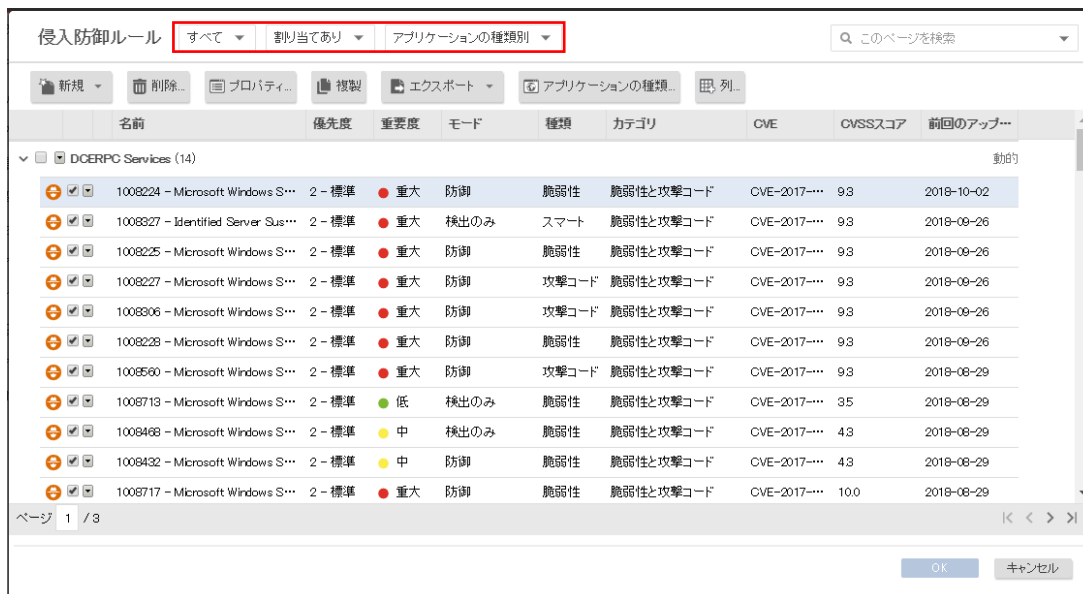 侵入防御ルール すべて 割り当てあり アプリケーションの種類別 このページを検索
新規 削除... プロパティ... 複製 エクスポート アプリケーションの種類... 列...
名前 優先度 重要度 モード 種類 カテゴリ CVE CVSSスコア 前回のアップ…
DCERPC Services (14) 動的
1008224 - Microsoft Windows S… 2 - 標準 重大 防御 脆弱性 脆弱性と攻撃コード CVE-2017-… 9.3 2018-10-02
1008327 - Identified Server Sus… 2 - 標準 重大 検出のみ スマート 脆弱性と攻撃コード CVE-2017-… 9.3 2018-09-26
1008225 - Microsoft Windows S… 2 - 標準 重大 防御 脆弱性 脆弱性と攻撃コード CVE-2017-… 9.3 2018-09-26
1008227 - Microsoft Windows S… 2 - 標準 重大 防御 攻撃コード 脆弱性と攻撃コード CVE-2017-… 9.3 2018-09-26
1008306 - Microsoft Windows S… 2 - 標準 重大 防御 攻撃コード 脆弱性と攻撃コード CVE-2017-… 9.3 2018-09-26
1008228 - Microsoft Windows S… 2 - 標準 重大 防御 脆弱性 脆弱性と攻撃コード CVE-2017-… 9.3 2018-09-26
1008560 - Microsoft Windows S… 2 - 標準 重大 防御 攻撃コード 脆弱性と攻撃コード CVE-2017-… 9.3 2018-08-29
1008713 - Microsoft Windows S… 2 - 標準 低 検出のみ 脆弱性 脆弱性と攻撃コード CVE-2017-… 3.5 2018-08-29
1008468 - Microsoft Windows S… 2 - 標準 中 検出のみ 脆弱性 脆弱性と攻撃コード CVE-2017-… 4.3 2018-08-29
1008432 - Microsoft Windows S… 2 - 標準 中 防御 脆弱性 脆弱性と攻撃コード CVE-2017-… 4.3 2018-08-29
1008717 - Microsoft Windows S… 2 - 標準 重大 防御 脆弱性 脆弱性と攻撃コード CVE-2017-… 10.0 2018-08-29
ページ 1 / 3
OK キャンセル